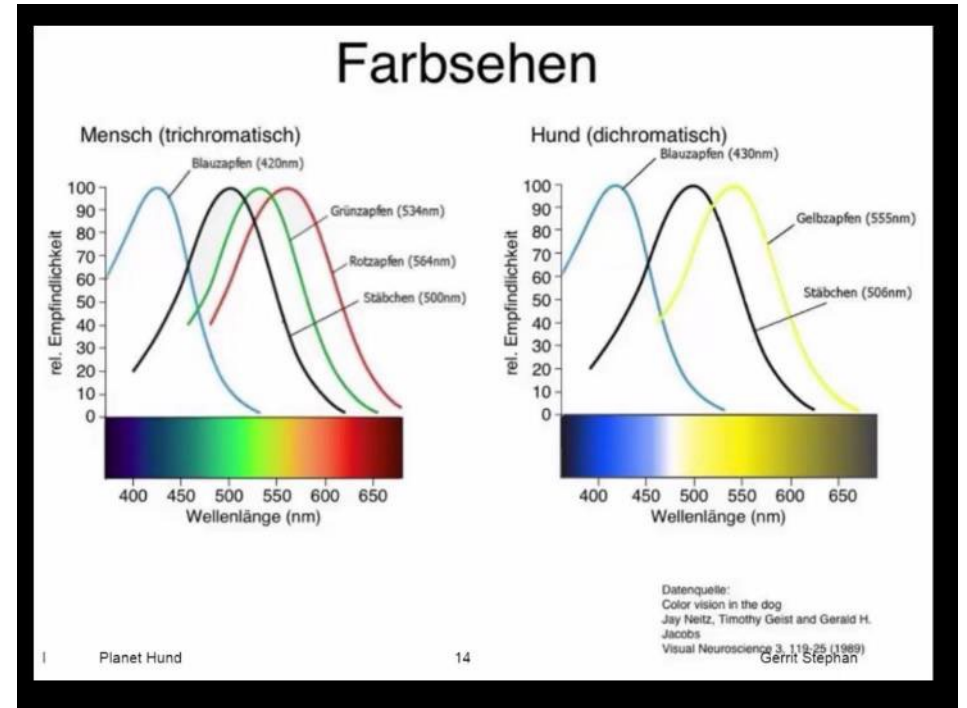 Farbsehen
Mensch (trichromatisch)
Blauzapfen (420nm)
Grünzapfen (534nm)
Rotzapfen (564nm)
Stäbchen (500nm)
rel. Empfindlichkeit
100
90
80
70
60
50
40
30
20
10
0
400 450 500 550 600 650
Wellenlänge (nm)
Hund (dichromatisch)
Blauzapfen (430nm)
Gelbzapfen (555nm)
Stäbchen (506nm)
rel. Empfindlichkeit
100
90
80
70
60
50
40
30
20
10
0
400 450 500 550 600 650
Wellenlänge (nm)
Datenquelle:
Color vision in the dog
Jay Neitz, Timothy Geist and Gerald H.
Jacobs
Visual Neuroscience 3, 119-25 (1989)
Planet Hund
14
Gerrit Stephan